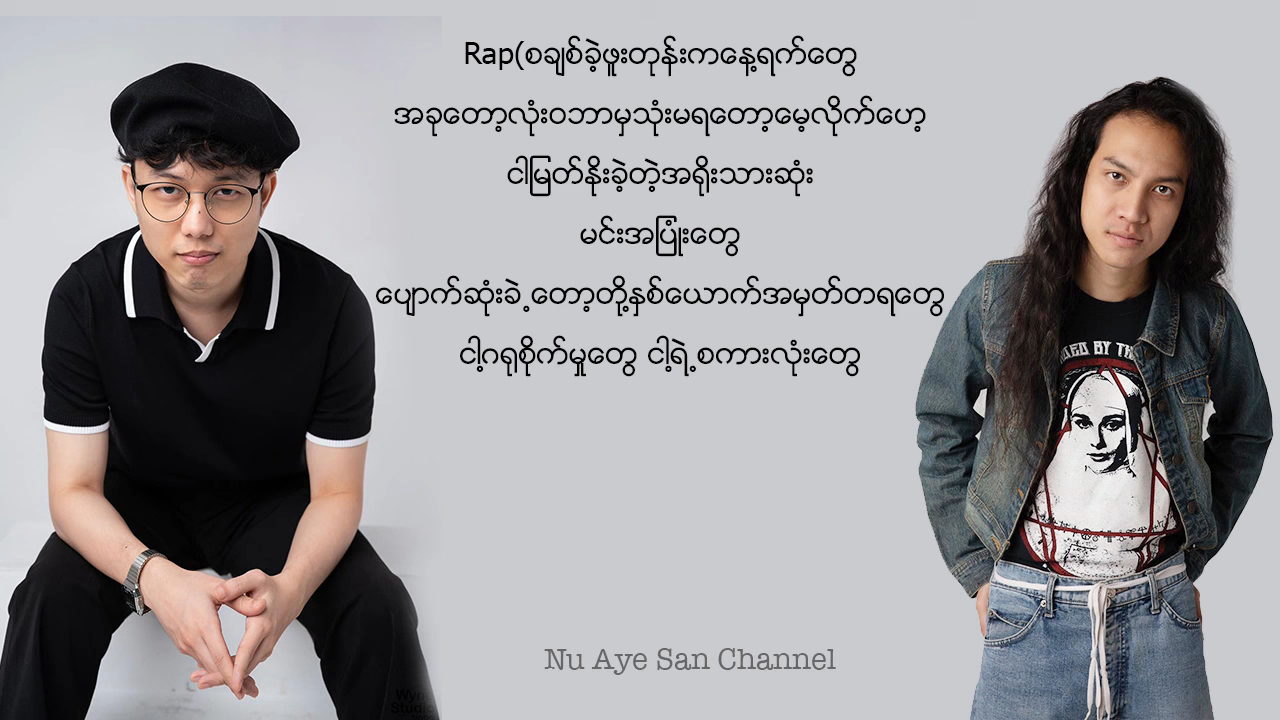 Rap(စချစ်ခဲ့ဖူးတုန်းကနေ့ရက်တွေ
အခုတော့လုံးဝဘာမှသုံးမရတော့မေ့လိုက်ဟေ့
ငါမြတ်နိုးခဲ့တဲ့အရိုးသားဆုံး
မင်းအပြုံးတွေ
ပျောက်ဆုံးခဲ့တော့တို့နှစ်ယောက်အမှတ်တရတွေ
ငါ့ဂရုစိုက်မှုတွေ ငါ့ရဲ့စကားလုံးတွေ
Nu Aye San Channel